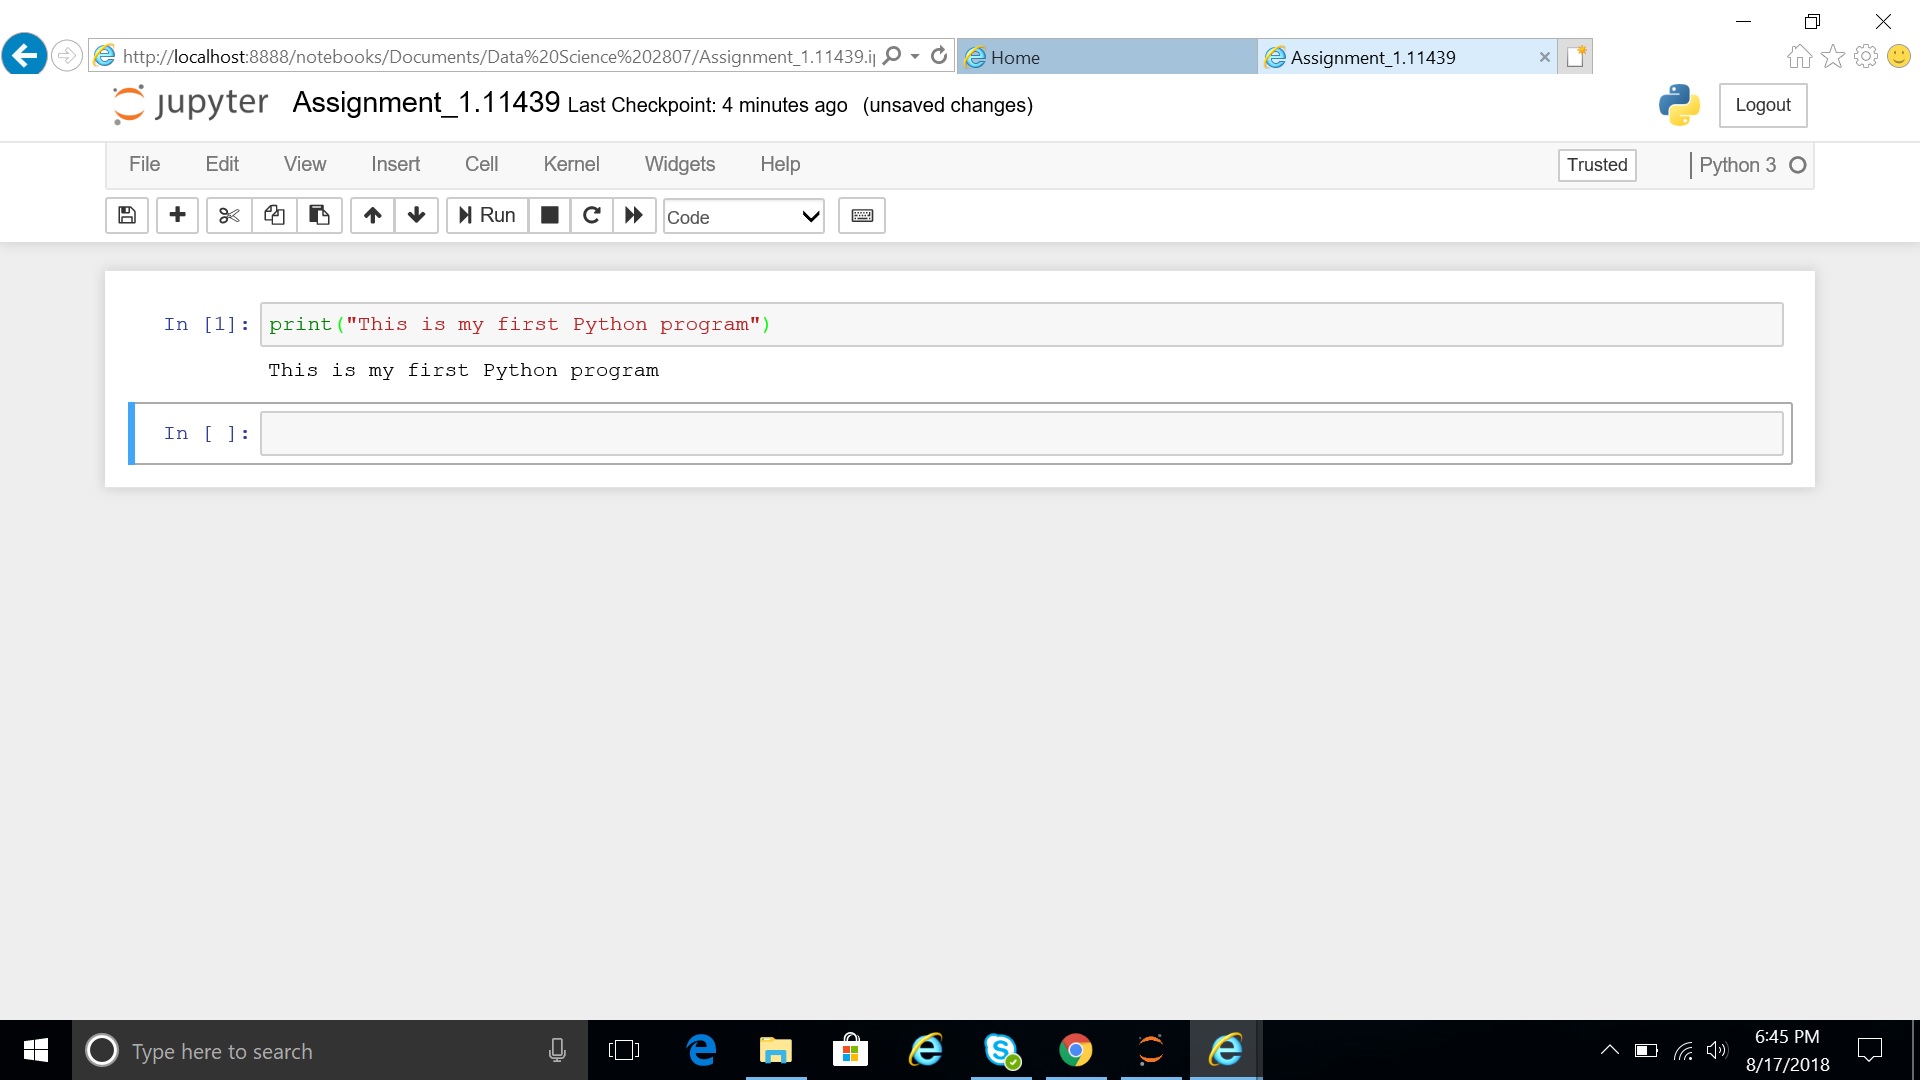 http://localhost:8888/notebooks/Documents/Data%20Science%202807/Assignment_1.11439.i
Home
Assignment_1.11439
jupyter Assignment_1.11439 Last Checkpoint: 4 minutes ago (unsaved changes)
Logout
File Edit View Insert Cell Kernel Widgets Help
Trusted
Python 3
Run
Code
In [1]: print("This is my first Python program")
This is my first Python program
In [ ]:
Type here to search
6:45 PM
8/17/2018